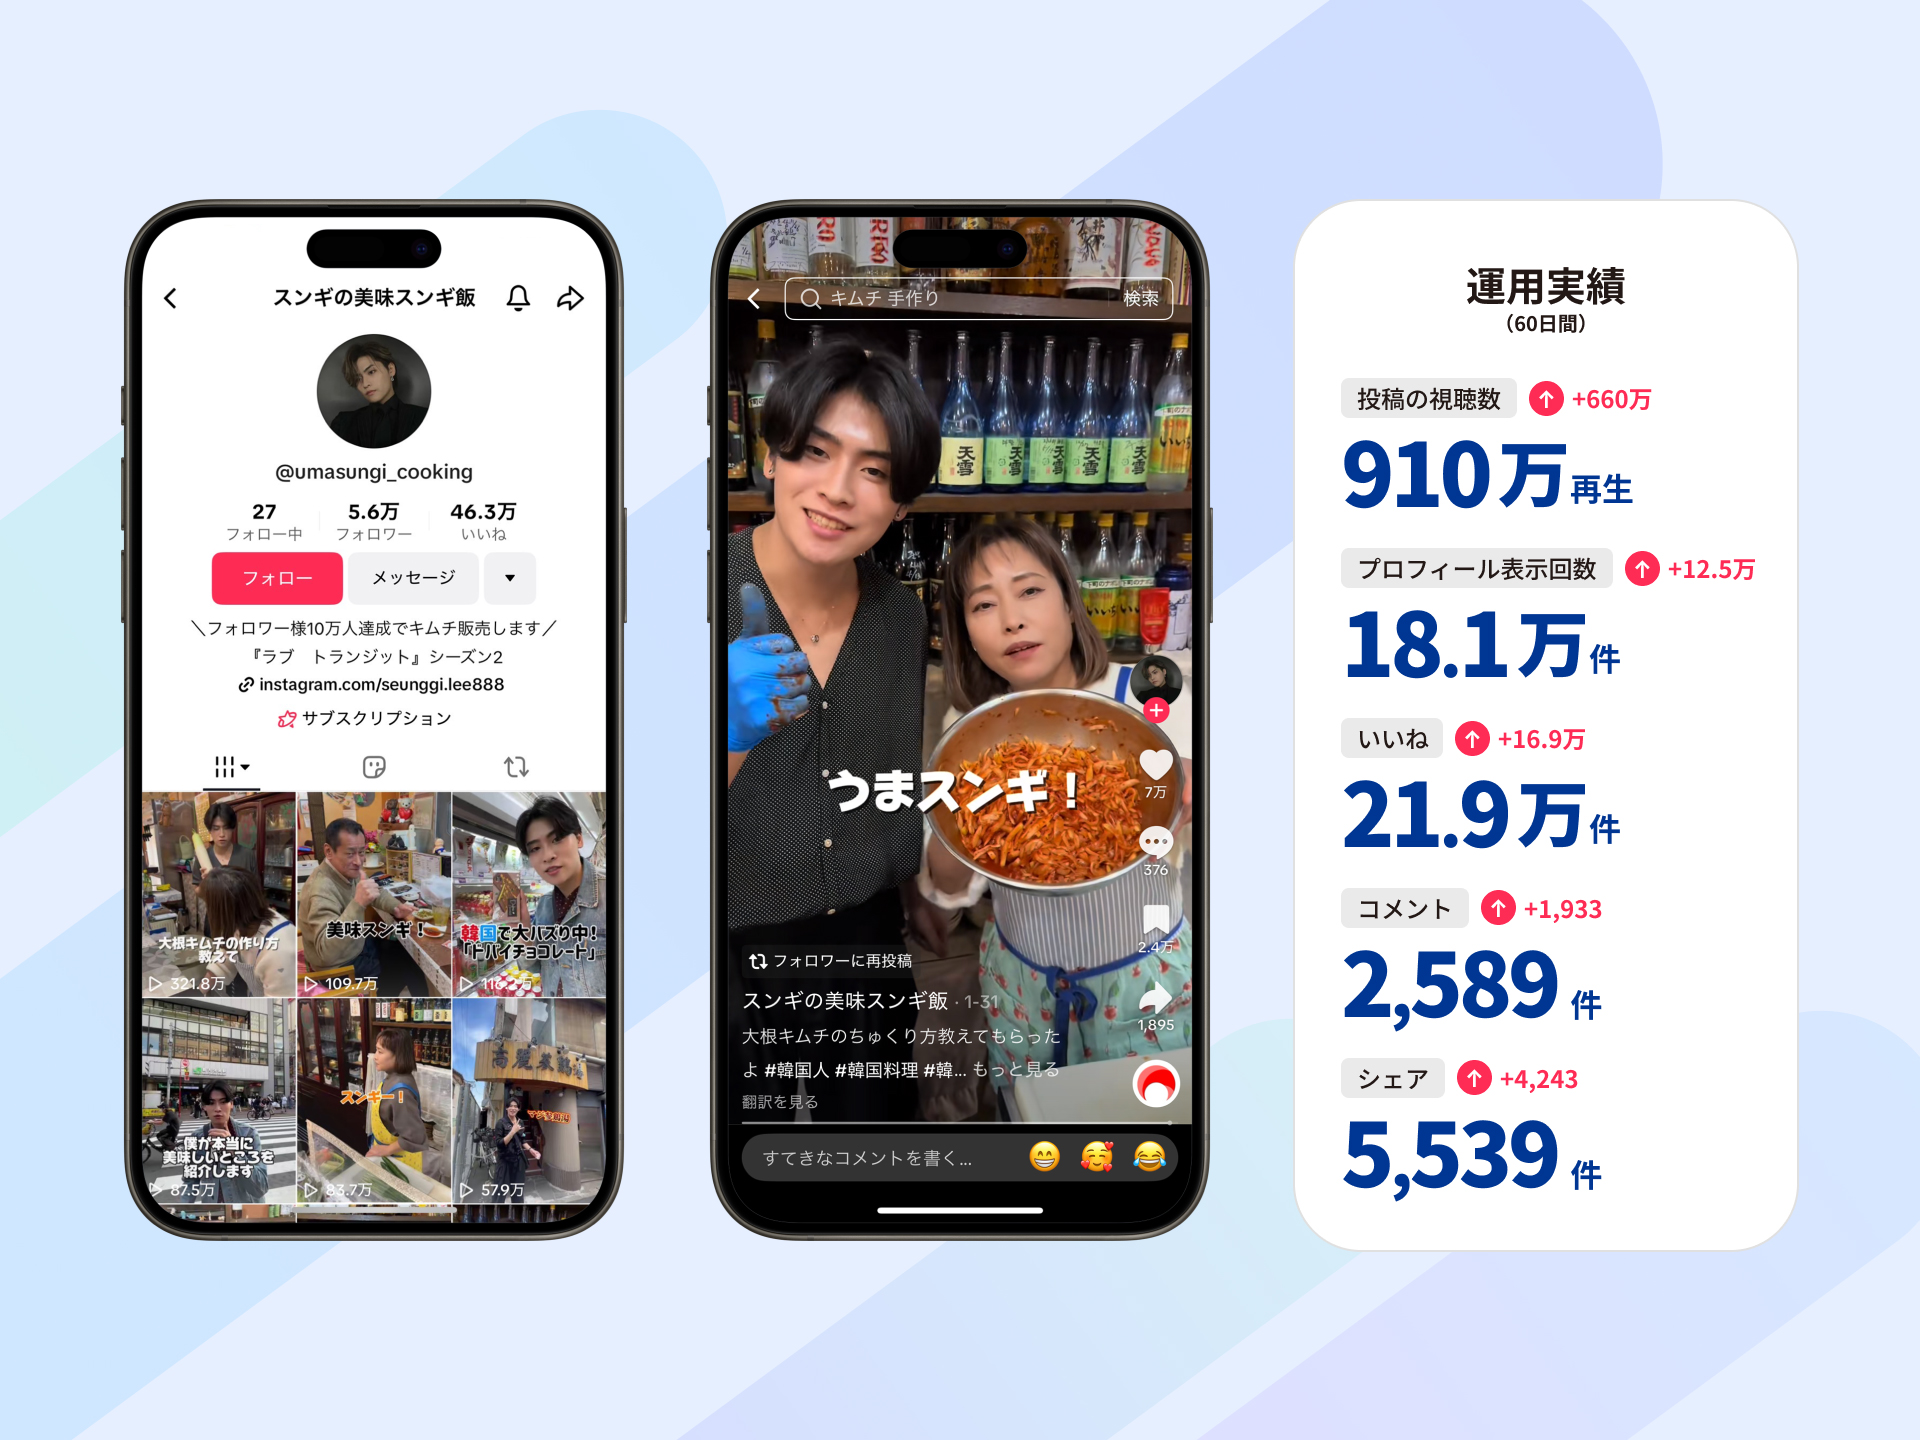 スンギの美味スンギ飯
@umasungi_cooking
27
フォロー中
5.6万
フォロワー
46.3万
いいね
フォロー
メッセージ
＼フォロワー様10万人達成でキムチ販売します／
『ラブ　トランジット』シーズン2
instagram.com/seunggi.lee888
サブスクリプション
大根キムチの作り方
教えて
321.8万
美味スンギ！
109.7万
韓国で大バズり中！
「ドバイチョコレート」
僕が本当に
美味しいところを
紹介します
87.5万
スンギー！
83.7万
57.9万
キムチ 手作り
検索
天雪
天雪
天雪
天雪
天雪
うまスンギ！
7万
376
2.4万
1,895
フォロワーに再投稿
スンギの美味スンギ飯 · 1-31
大根キムチのちゅくり方教えてもらった
よ #韓国人 #韓国料理 #韓... もっと見る
翻訳を見る
すてきなコメントを書く...
運用実績
（60日間）
投稿の視聴数
+660万
910万再生
プロフィール表示回数
+12.5万
18.1万件
いいね
+16.9万
21.9万件
コメント
+1,933
2,589件
シェア
+4,243
5,539件